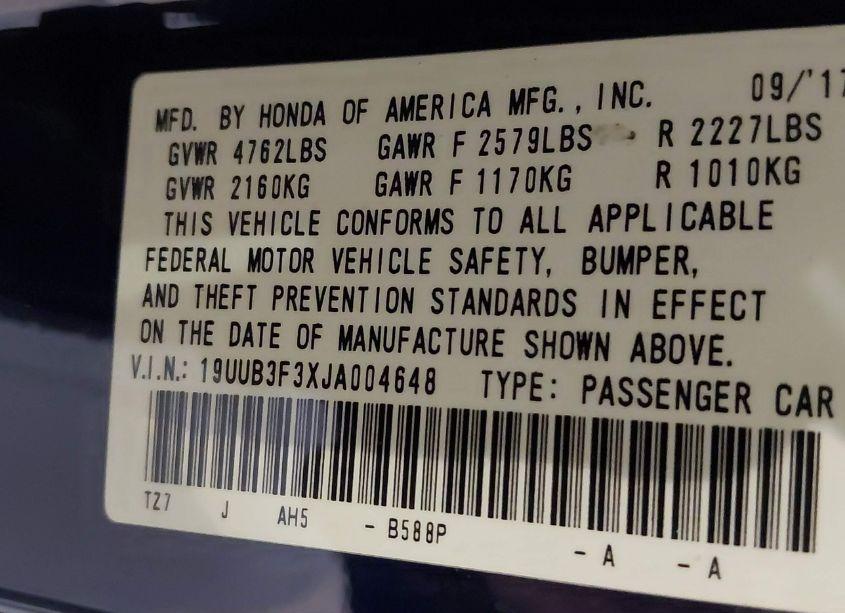 MFD. BY HONDA OF AMERICA MFG., INC. 09/'17
GVWR 4762LBS GAWR F 2579LBS R 2227LBS
GVWR 2160KG GAWR F 1170KG R 1010KG
THIS VEHICLE CONFORMS TO ALL APPLICABLE
FEDERAL MOTOR VEHICLE SAFETY, BUMPER,
AND THEFT PREVENTION STANDARDS IN EFFECT
ON THE DATE OF MANUFACTURE SHOWN ABOVE.
V.I.N.: 19UUB3F3XJA004648 TYPE: PASSENGER CAR
TZ7 J AH5 - B588P - A - A